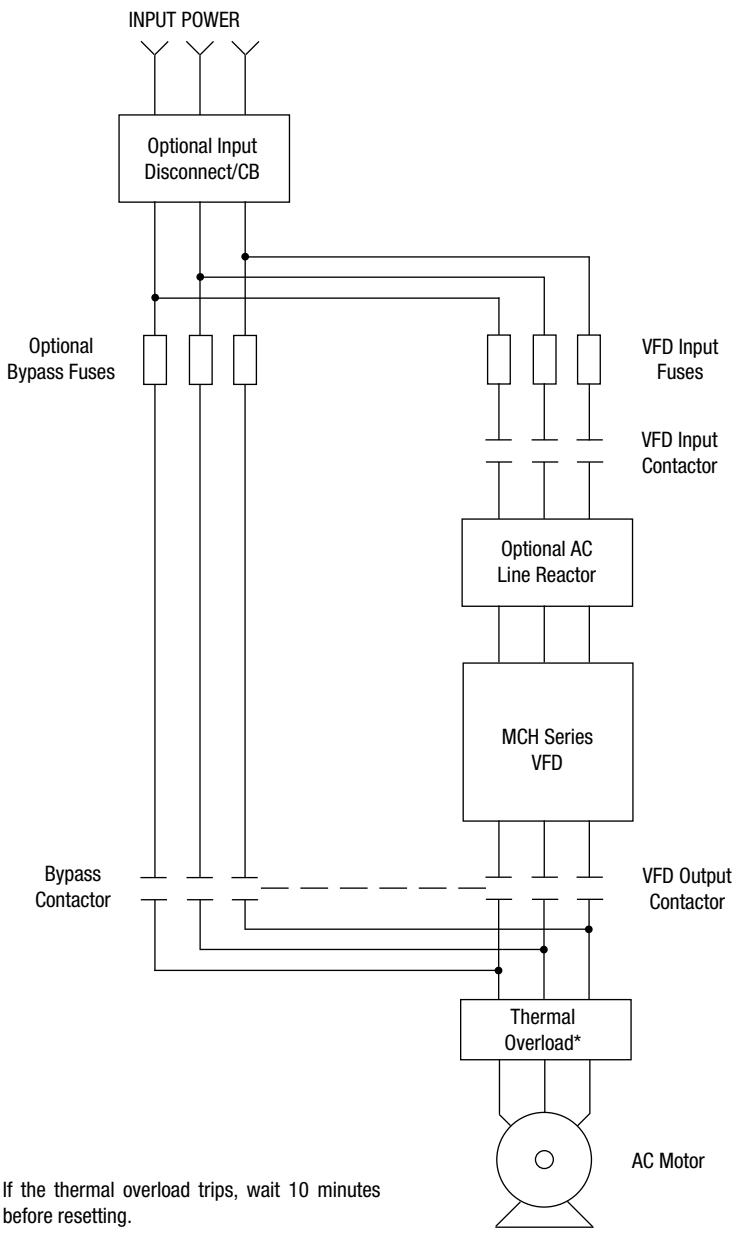 INPUT POWER
Optional Input
Disconnect/CB
Optional
Bypass Fuses
VFD Input
Fuses
VFD Input
Contactor
Optional AC
Line Reactor
MCH Series
VFD
Bypass
Contactor
VFD Output
Contactor
Thermal
Overload*
AC Motor
If the thermal overload trips, wait 10 minutes
before resetting.